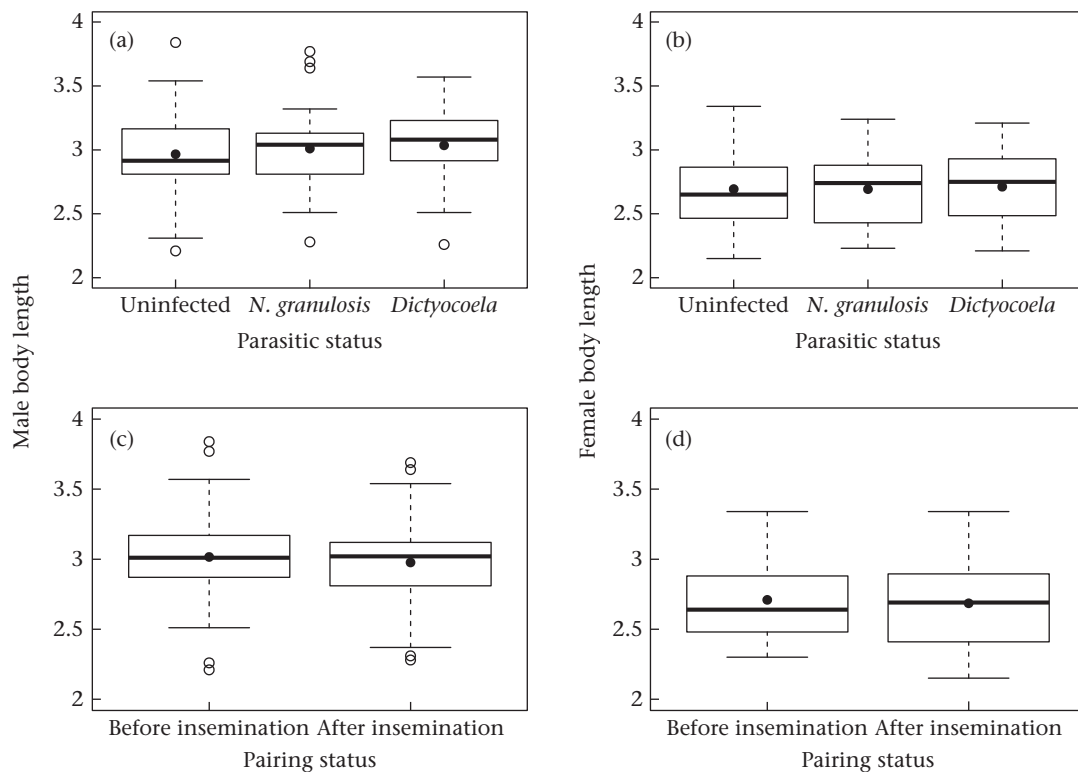 Male body length
(a)
4
3.5
3
2.5
2
Uninfected N. granulosis Dictyocoela
Parasitic status
Female body length
(b)
4
3.5
3
2.5
2
Uninfected N. granulosis Dictyocoela
Parasitic status
(c)
4
3.5
3
2.5
2
Before insemination After insemination
Pairing status
(d)
4
3.5
3
2.5
2
Before insemination After insemination
Pairing status